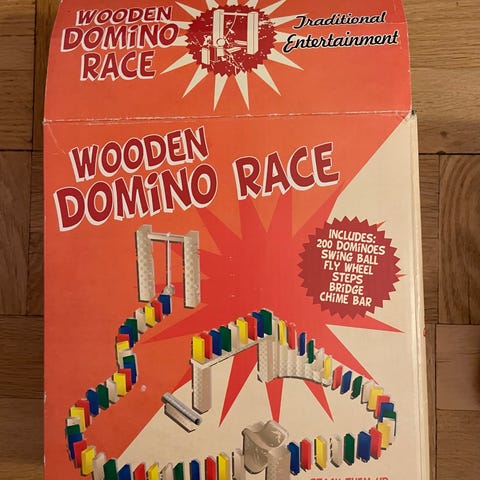 WOODEN
DOMINO
RACE
Traditional
Entertainment
WOODEN
DOMINO RACE
INCLUDES:
200 DOMINOES
SWING BALL
FLY WHEEL
STEPS
BRIDGE
CHIME BAR